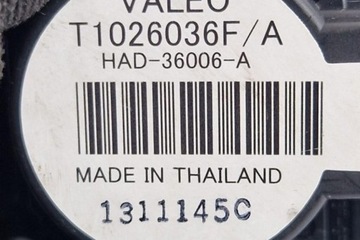 VALEO
T1026036F/A
HAD-36006-A
MADE IN THAILAND
1311145C